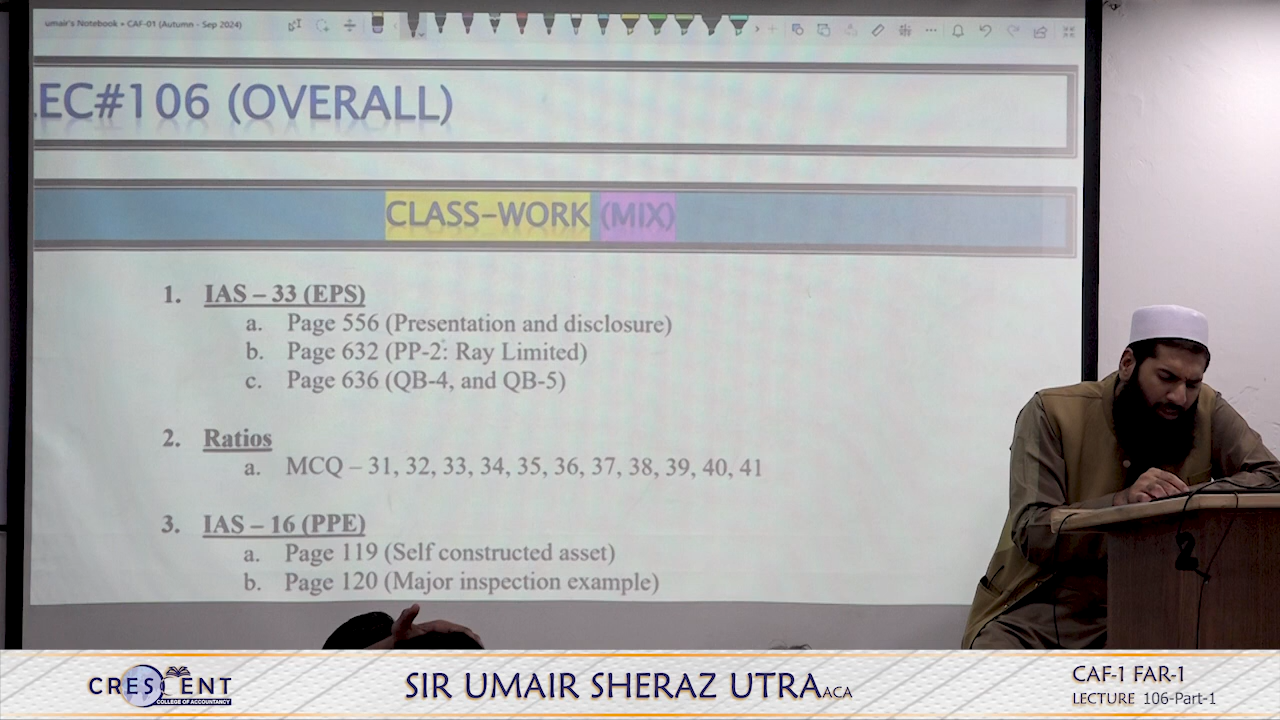 umair's Notebook » CAF-01 (Autumn - Sep 2024)
LEC#106 (OVERALL)
CLASS-WORK (MIX)
1. IAS – 33 (EPS)
a. Page 556 (Presentation and disclosure)
b. Page 632 (PP-2: Ray Limited)
c. Page 636 (QB-4, and QB-5)
2. Ratios
a. MCQ – 31, 32, 33, 34, 35, 36, 37, 38, 39, 40, 41
3. IAS – 16 (PPE)
a. Page 119 (Self constructed asset)
b. Page 120 (Major inspection example)
CRESCENT
COLLEGE OF ACCOUNTANCY
SIR UMAIR SHERAZ UTRA ACA
CAF-1 FAR-1
LECTURE 106-Part-1